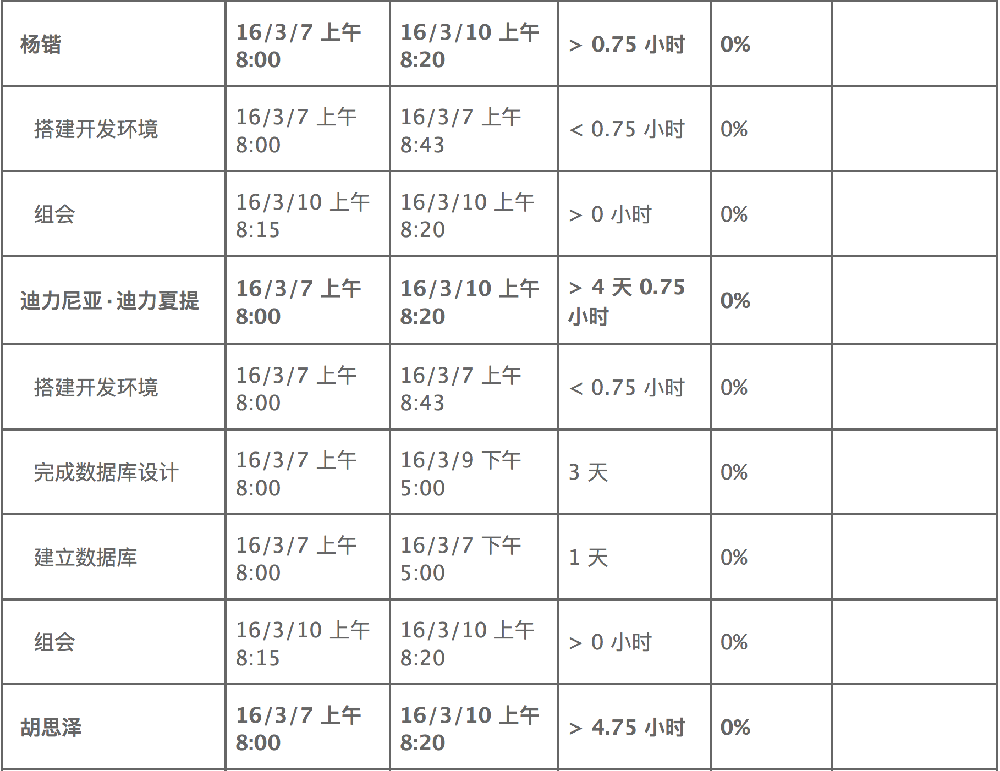 杨锴
16/3/7 上午
8:00
16/3/10 上午
8:20
> 0.75 小时
0%
搭建开发环境
16/3/7 上午
8:00
16/3/7 上午
8:43
< 0.75 小时
0%
组会
16/3/10 上午
8:15
16/3/10 上午
8:20
> 0 小时
0%
迪力尼亚·迪力夏提
16/3/7 上午
8:00
16/3/10 上午
8:20
> 4 天 0.75
小时
0%
搭建开发环境
16/3/7 上午
8:00
16/3/7 上午
8:43
< 0.75 小时
0%
完成数据库设计
16/3/7 上午
8:00
16/3/9 下午
5:00
3 天
0%
建立数据库
16/3/7 上午
8:00
16/3/7 下午
5:00
1 天
0%
组会
16/3/10 上午
8:15
16/3/10 上午
8:20
> 0 小时
0%
胡思泽
16/3/7 上午
8:00
16/3/10 上午
8:20
> 4.75 小时
0%